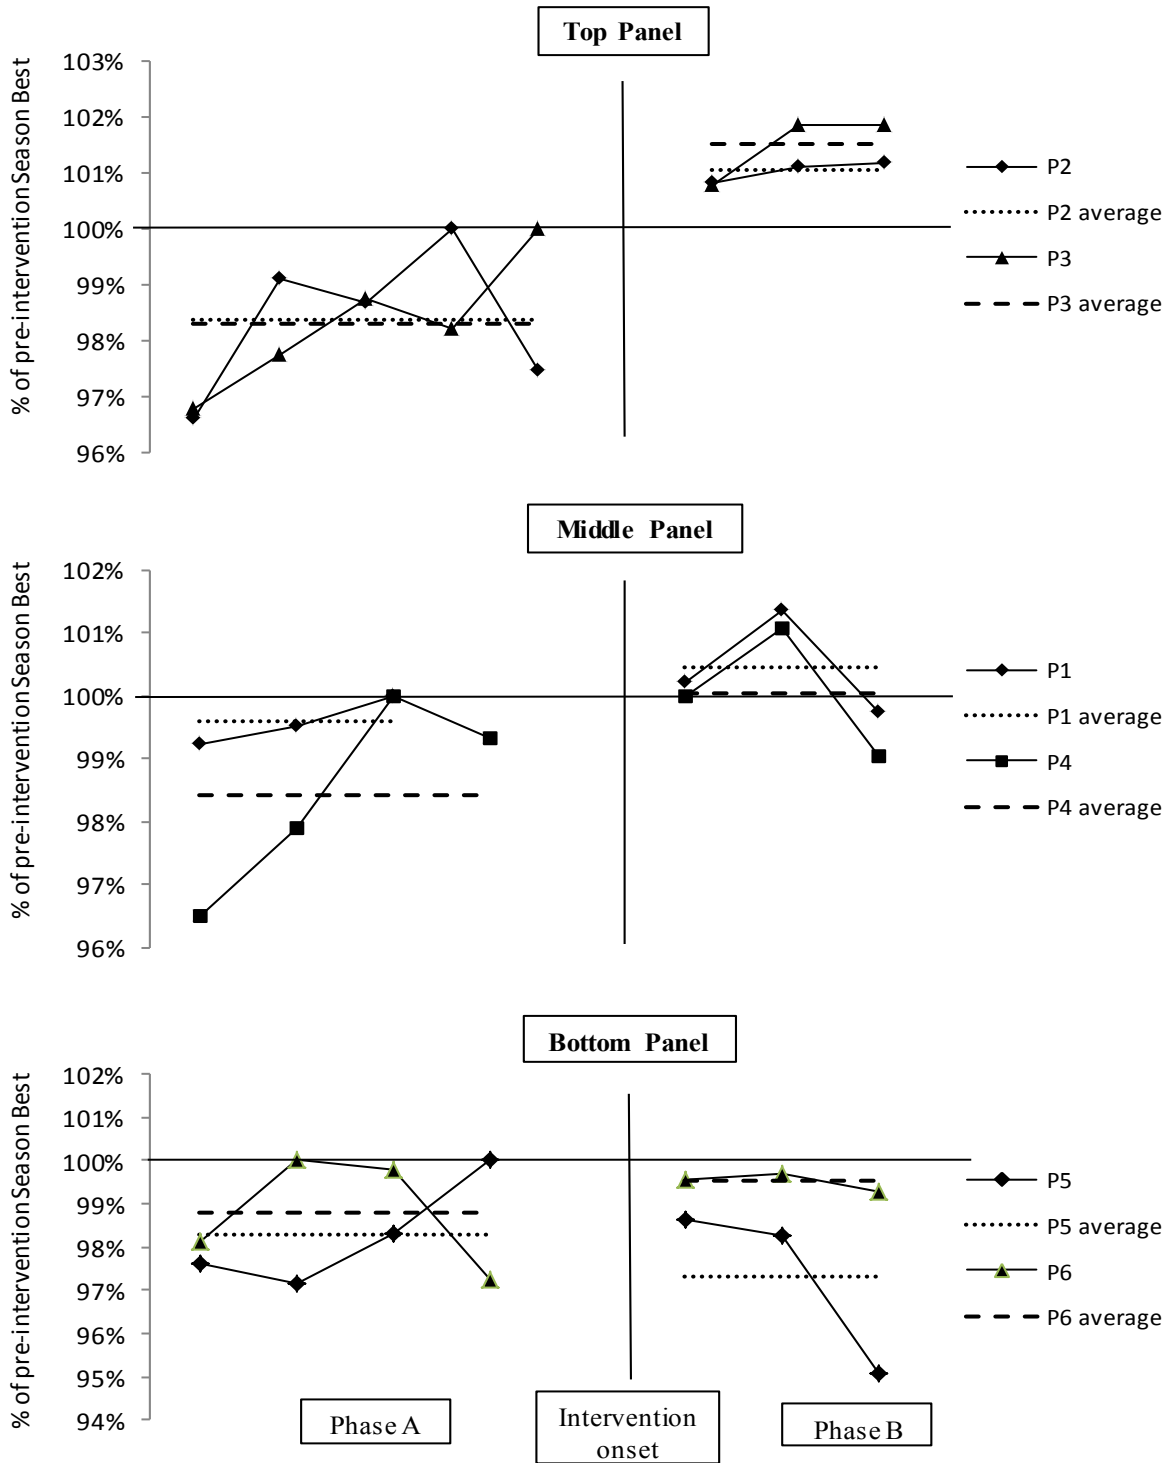 Top Panel
% of pre-intervention Season Best
103%
102%
101%
100%
99%
98%
97%
96%
P2
P2 average
P3
P3 average
Middle Panel
% of pre-intervention Season Best
102%
101%
100%
99%
98%
97%
96%
P1
P1 average
P4
P4 average
Bottom Panel
% of pre-intervention Season Best
102%
101%
100%
99%
98%
97%
96%
95%
94%
P5
P5 average
P6
P6 average
Phase A
Intervention
onset
Phase B